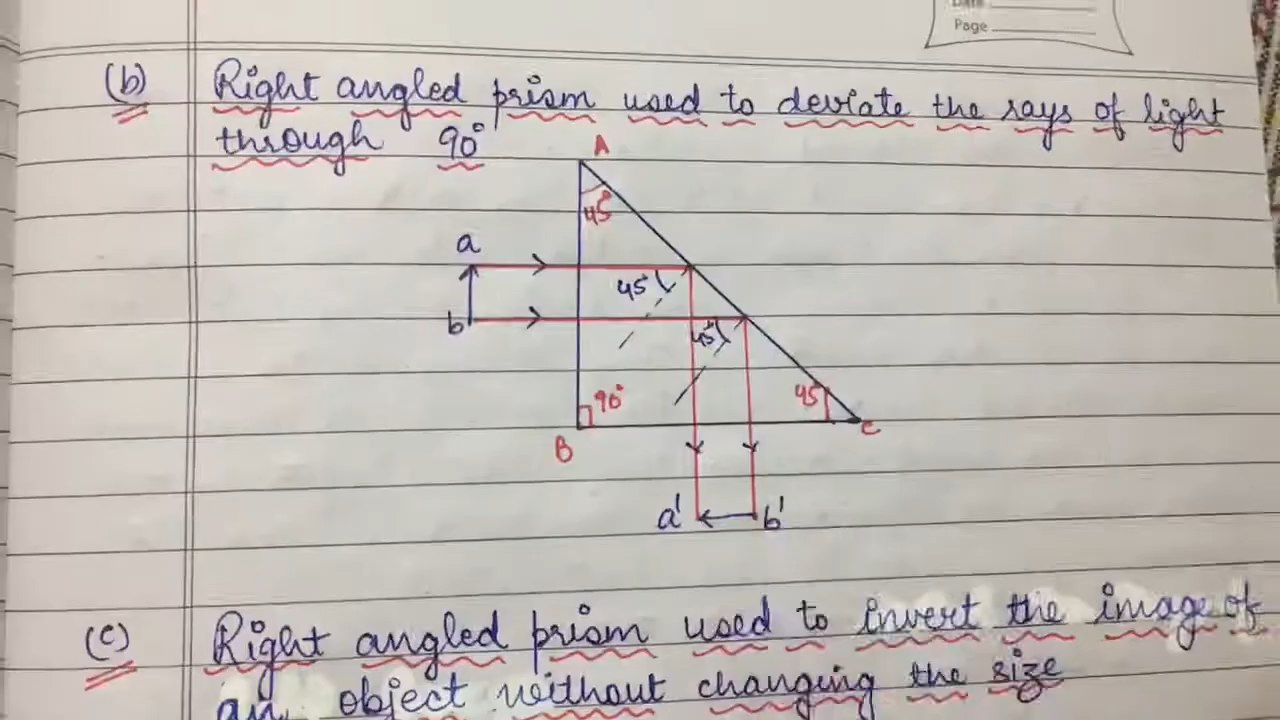 Date
Page
(b) Right angled prism used to deviate the rays of light
through 90°
A
45°
a
45°
b
45°
90°
45
C
B
a' b'
(c) Right angled prism used to invert the image of
an object without changing the size